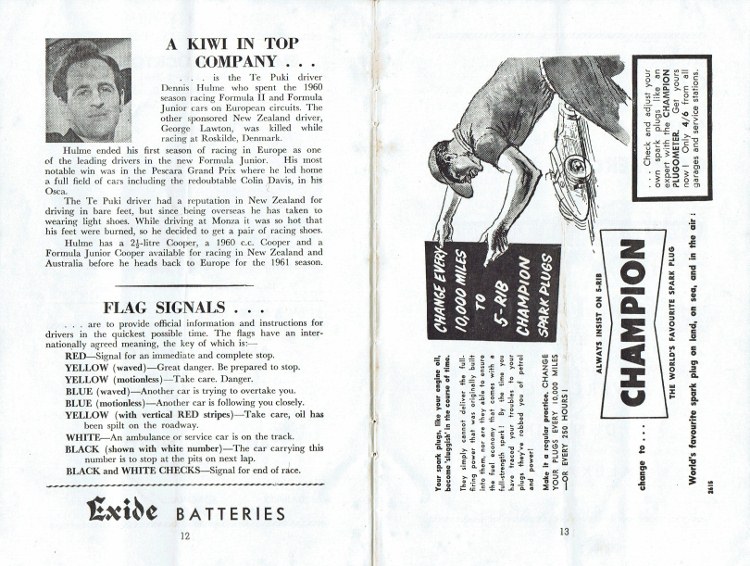 A KIWI IN TOP
COMPANY . . .
. . . . is the Te Puki driver
Dennis Hulme who spent the 1960
season racing Formula II and Formula
Junior cars on European circuits. The
other sponsored New Zealand driver,
George Lawton, was killed while
racing at Roskilde, Denmark.
Hulme ended his first season of racing in Europe as one
of the leading drivers in the new Formula Junior. His most
notable win was in the Pescara Grand Prix where he led home
a full field of cars including the redoubtable Colin Davis, in his
Osca.
The Te Puki driver had a reputation in New Zealand for
driving in bare feet, but since being overseas he has taken to
wearing light shoes. While driving at Monza it was so hot that
his feet were burned, so he decided to get a pair of racing shoes.
Hulme has a 2½-litre Cooper, a 1960 c.c. Cooper and a
Formula Junior Cooper available for racing in New Zealand and
Australia before he heads back to Europe for the 1961 season.
FLAG SIGNALS . . .
. . . . are to provide official information and instructions for
drivers in the quickest possible time. The flags have an inter-
nationally agreed meaning, the key of which is:—
RED—Signal for an immediate and complete stop.
YELLOW (waved)—Great danger. Be prepared to stop.
YELLOW (motionless)—Take care. Danger.
BLUE (waved)—Another car is trying to overtake you.
BLUE (motionless)—Another car is following you closely.
YELLOW (with vertical RED stripes)—Take care, oil has
been spilt on the roadway.
WHITE—An ambulance or service car is on the track.
BLACK (shown with white number)—The car carrying this
number is to stop at the pits on next lap.
BLACK and WHITE CHECKS—Signal for end of race.
Exide BATTERIES
12
CHANGE EVERY
10,000 MILES
TO
5-RIB
CHAMPION
SPARK PLUGS
Your spark plugs, like your engine oil,
become 'sluggish' in the course of time.
They simply cannot deliver the full-
firing power that was originally built
into them, nor are they able to ensure
the fuel economy that comes with a
full-strength spark! By the time you
have traced your troubles to your
plugs they've robbed you of petrol
and power!
Make it a regular practice, CHANGE
YOUR PLUGS EVERY 10,000 MILES
—OR EVERY 250 HOURS!
. . . Check and adjust your
own spark plugs like an
expert with the CHAMPION
PLUGOMETER. Get yours
now! Only 4/6 from all
garages and service stations.
change to . . .
ALWAYS INSIST ON 5-RIB
CHAMPION
THE WORLD'S FAVOURITE SPARK PLUG
World's favourite spark plug on land, on sea, and in the air!
2615
13